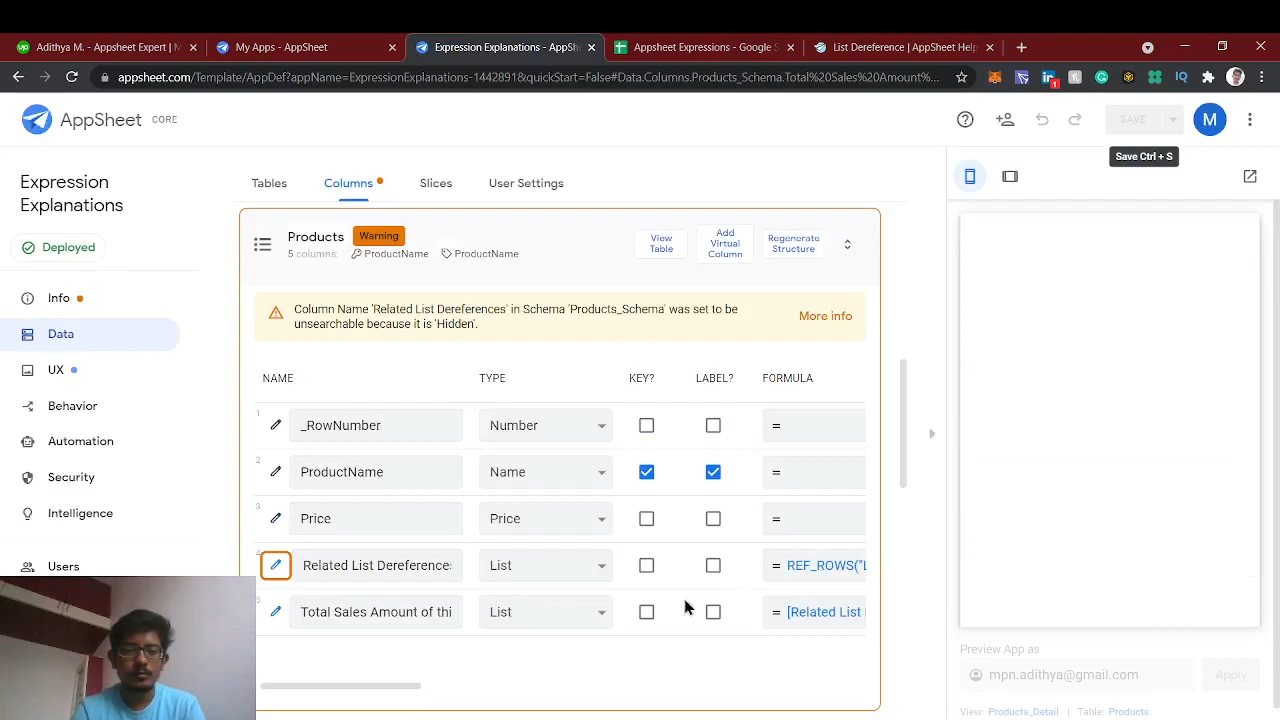 Adithya M. - AppSheet Expert | M
My Apps - AppSheet
Expression Explanations - AppSh
Appsheet Expressions - Google S
List Dereference | AppSheet Help
appsheet.com/Template/AppDef?appName=ExpressionExplanations-1442891&quickStart=False#Data.Columns.Products_Schema.Total%20Sales%20Amount%...
AppSheet CORE
SAVE
M
Save Ctrl + S
Expression
Explanations
Deployed
Info
Data
UX
Behavior
Automation
Security
Intelligence
Users
Tables
Columns
Slices
User Settings
Products
Warning
5 columns: ProductName ProductName
View
Table
Add
Virtual
Column
Regenerate
Structure
Column Name 'Related List Dereferences' in Schema 'Products_Schema' was set to be
unsearchable because it is 'Hidden'.
More info
NAME TYPE KEY? LABEL? FORMULA
1 _RowNumber Number =
2 ProductName Name =
3 Price Price =
4 Related List Dereference: List = REF_ROWS("L
5 Total Sales Amount of thi List = [Related List
Preview App as
mpn.adithya@gmail.com
Apply
View: Products_Detail | Table: Products